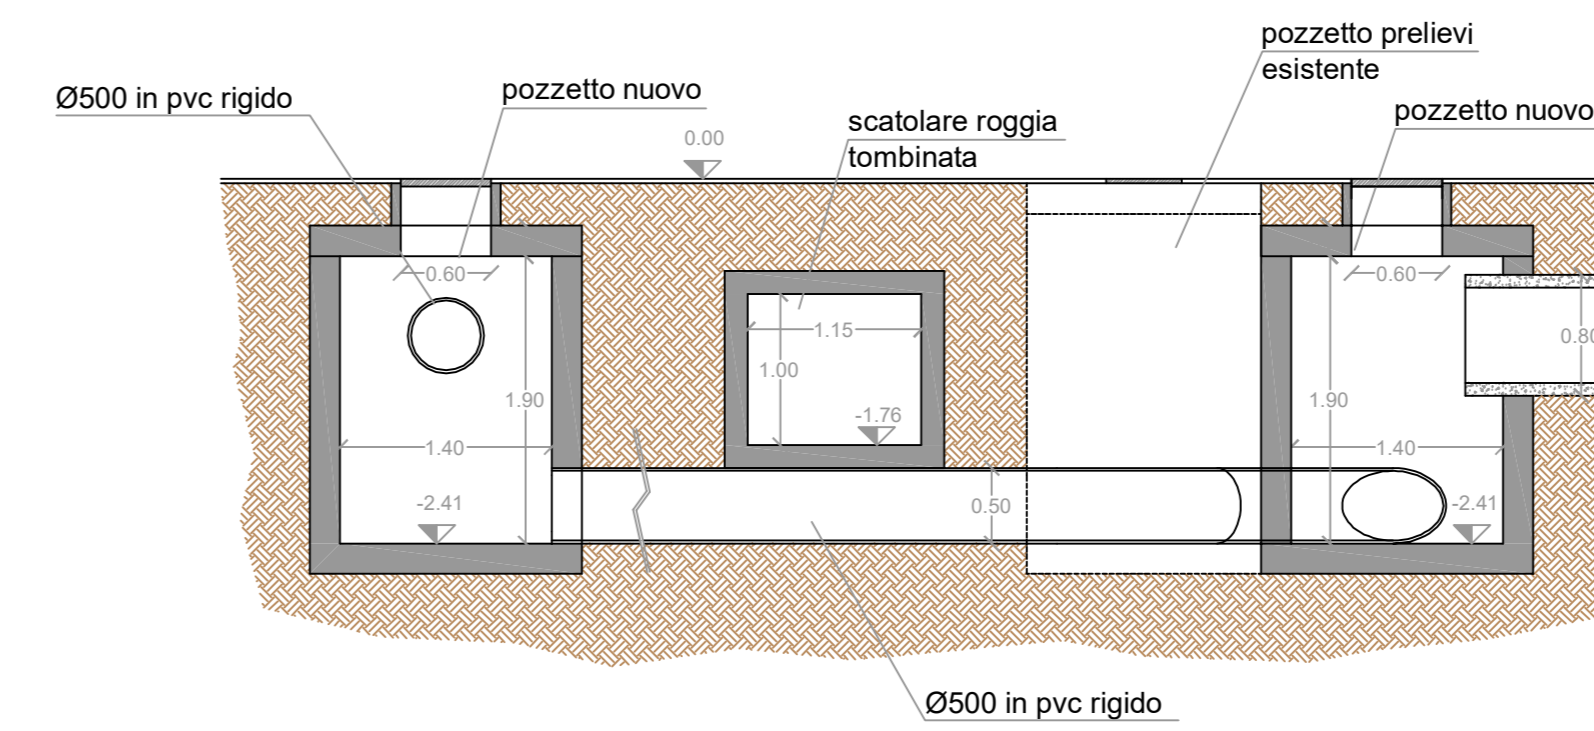 pozzetto prelievi
esistente
Ø500 in pvc rigido
pozzetto nuovo
scatolare roggia
tombinata
pozzetto nuovo
0.00
0.60
0.60
1.15
1.00
0.80
1.90
1.90
-1.76
1.40
1.40
-2.41
0.50
-2.41
Ø500 in pvc rigido